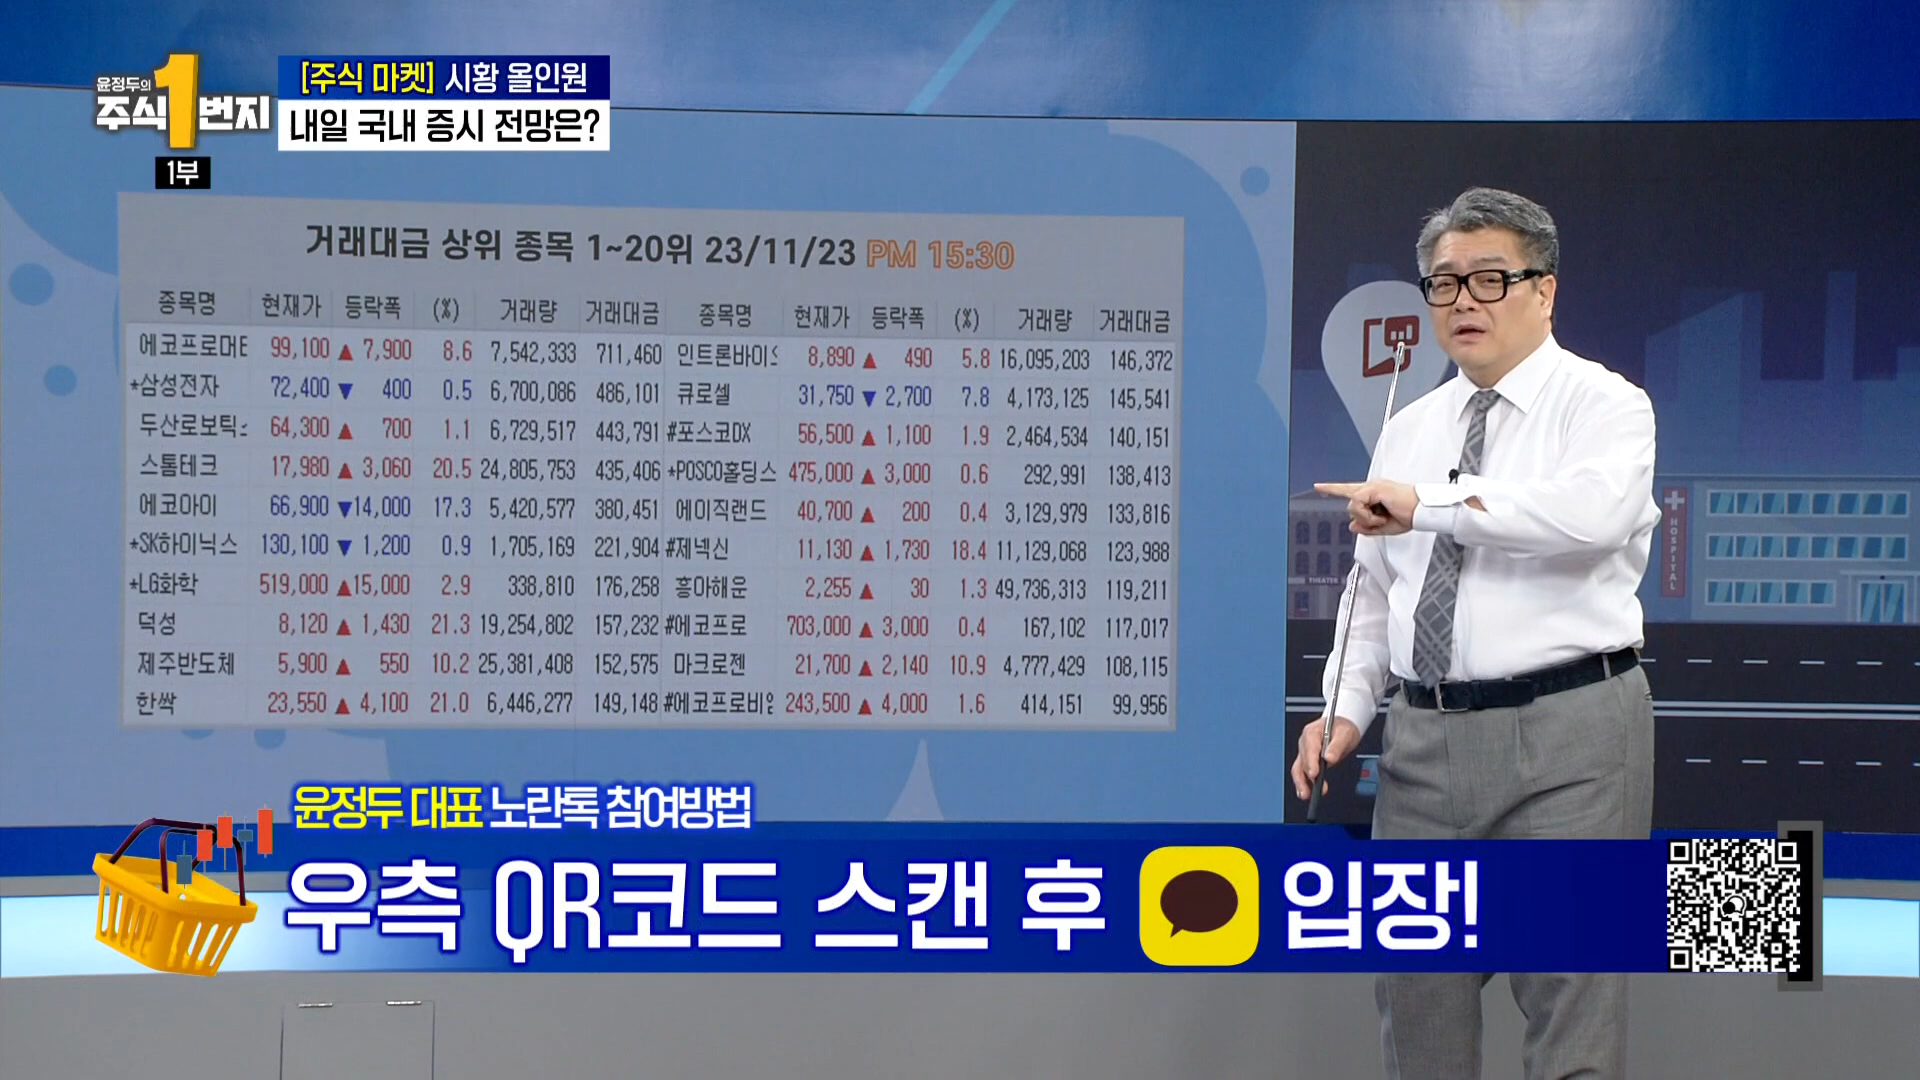 윤정두의
주식1번지
1부
[주식 마켓] 시황 올인원
내일 국내 증시 전망은?
거래대금 상위 종목 1~20위 23/11/23 PM 15:30
종목명 현재가 등락폭 (%) 거래량 거래대금 종목명 현재가 등락폭 (%) 거래량 거래대금
에코프로머티 99,100 ▲ 7,900 8.6 7,542,333 711,460 인트론바이오 8,890 ▲ 490 5.8 16,095,203 146,372
*삼성전자 72,400 ▼ 400 0.5 6,700,086 486,101 큐로셀 31,750 ▼ 2,700 7.8 4,173,125 145,541
두산로보틱스 64,300 ▲ 700 1.1 6,729,517 443,791 #포스코DX 56,500 ▲ 1,100 1.9 2,464,534 140,151
스톰테크 17,980 ▲ 3,060 20.5 24,805,753 435,406 *POSCO홀딩스 475,000 ▲ 3,000 0.6 292,991 138,413
에코아이 66,900 ▼14,000 17.3 5,420,577 380,451 에이직랜드 40,700 ▲ 200 0.4 3,129,979 133,816
*SK하이닉스 130,100 ▼ 1,200 0.9 1,705,169 221,904 #제넥신 11,130 ▲ 1,730 18.4 11,129,068 123,988
*LG화학 519,000 ▲15,000 2.9 338,810 176,258 흥아해운 2,255 ▲ 30 1.3 49,736,313 119,211
덕성 8,120 ▲ 1,430 21.3 19,254,802 157,232 #에코프로 703,000 ▲ 3,000 0.4 167,102 117,017
제주반도체 5,900 ▲ 550 10.2 25,381,408 152,575 마크로젠 21,700 ▲ 2,140 10.9 4,777,429 108,115
한싹 23,550 ▲ 4,100 21.0 6,446,277 149,148 #에코프로비엠 243,500 ▲ 4,000 1.6 414,151 99,956
THEATER
HOSPITAL
윤정두 대표 노란톡 참여방법
우측 QR코드 스캔 후 입장!